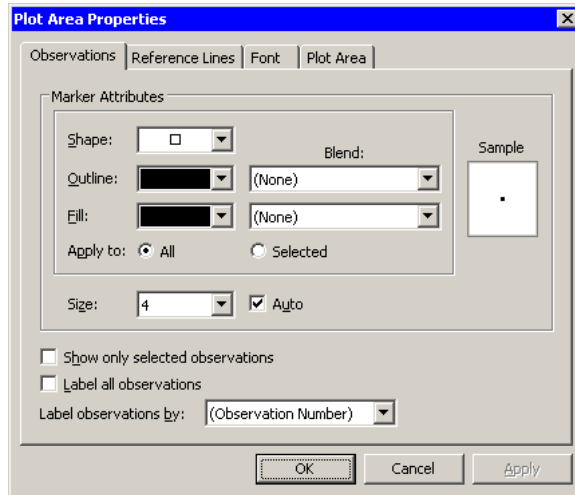 Plot Area Properties
Observations Reference Lines Font Plot Area
Marker Attributes
Shape:
Blend:
Sample
Outline: (None)
Fill: (None)
Apply to: All Selected
Size: 4 Auto
Show only selected observations
Label all observations
Label observations by: (Observation Number)
OK Cancel Apply